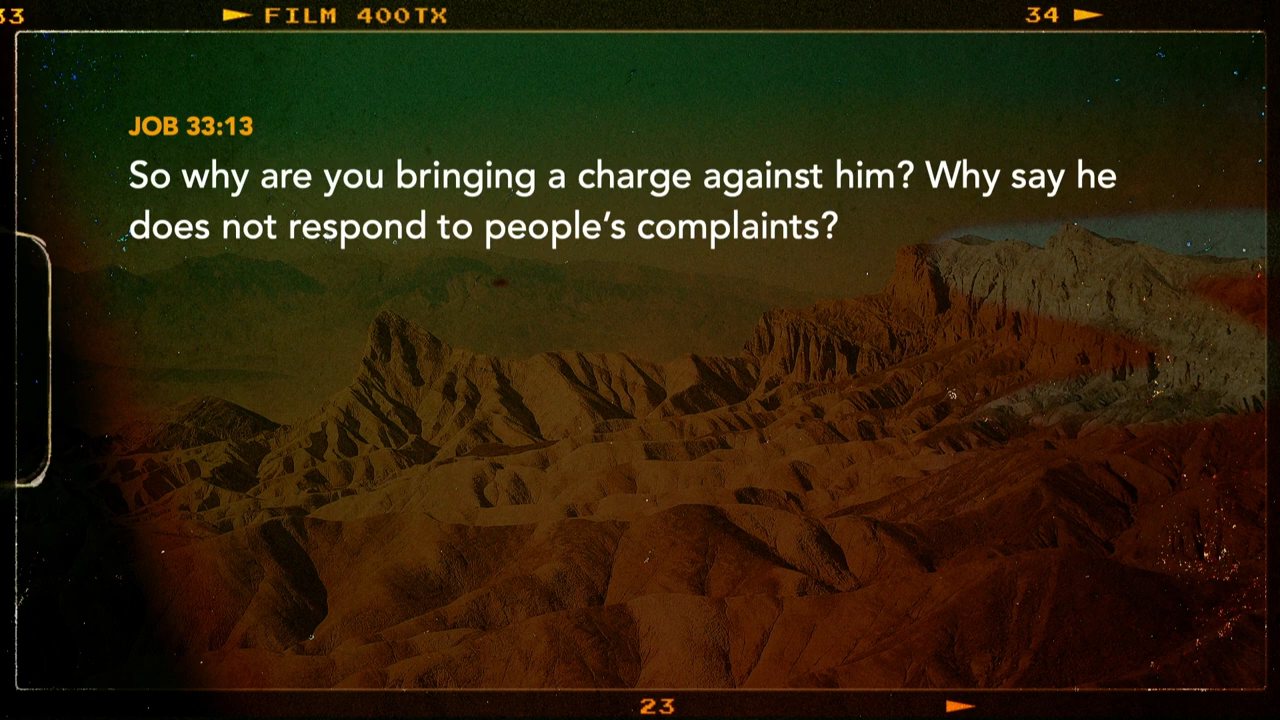 33 FILM 400TX 34
JOB 33:13
So why are you bringing a charge against him? Why say he
does not respond to people’s complaints?
23